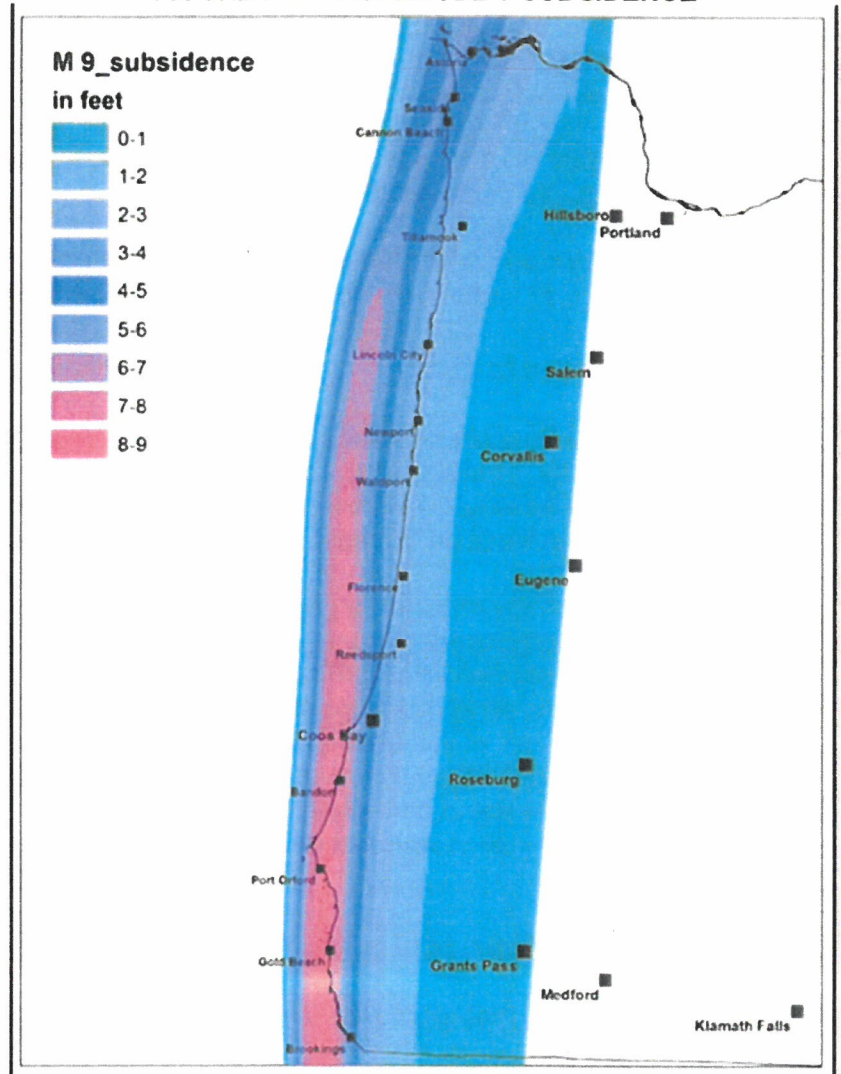 SUBSIDENCE
M 9_subsidence
in feet
0-1
1-2
2-3
3-4
4-5
5-6
6-7
7-8
8-9
Astoria
Seaside
Cannon Beach
Hillsboro
Portland
Tillamook
Lincoln City
Salem
Newport
Corvallis
Waldport
Eugene
Florence
Reedsport
Coos Bay
Roseburg
Bandon
Port Orford
Gold Beach
Grants Pass
Medford
Klamath Falls
Brookings